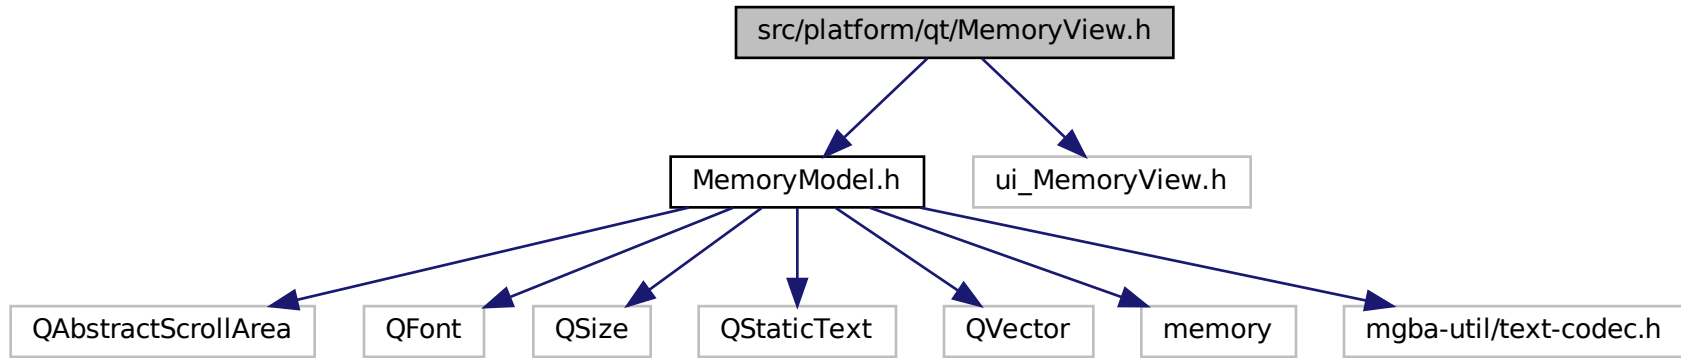 src/platform/qt/MemoryView.h
MemoryModel.h
ui_MemoryView.h
QAbstractScrollArea
QFont
QSize
QStaticText
QVector
memory
mgba-util/text-codec.h